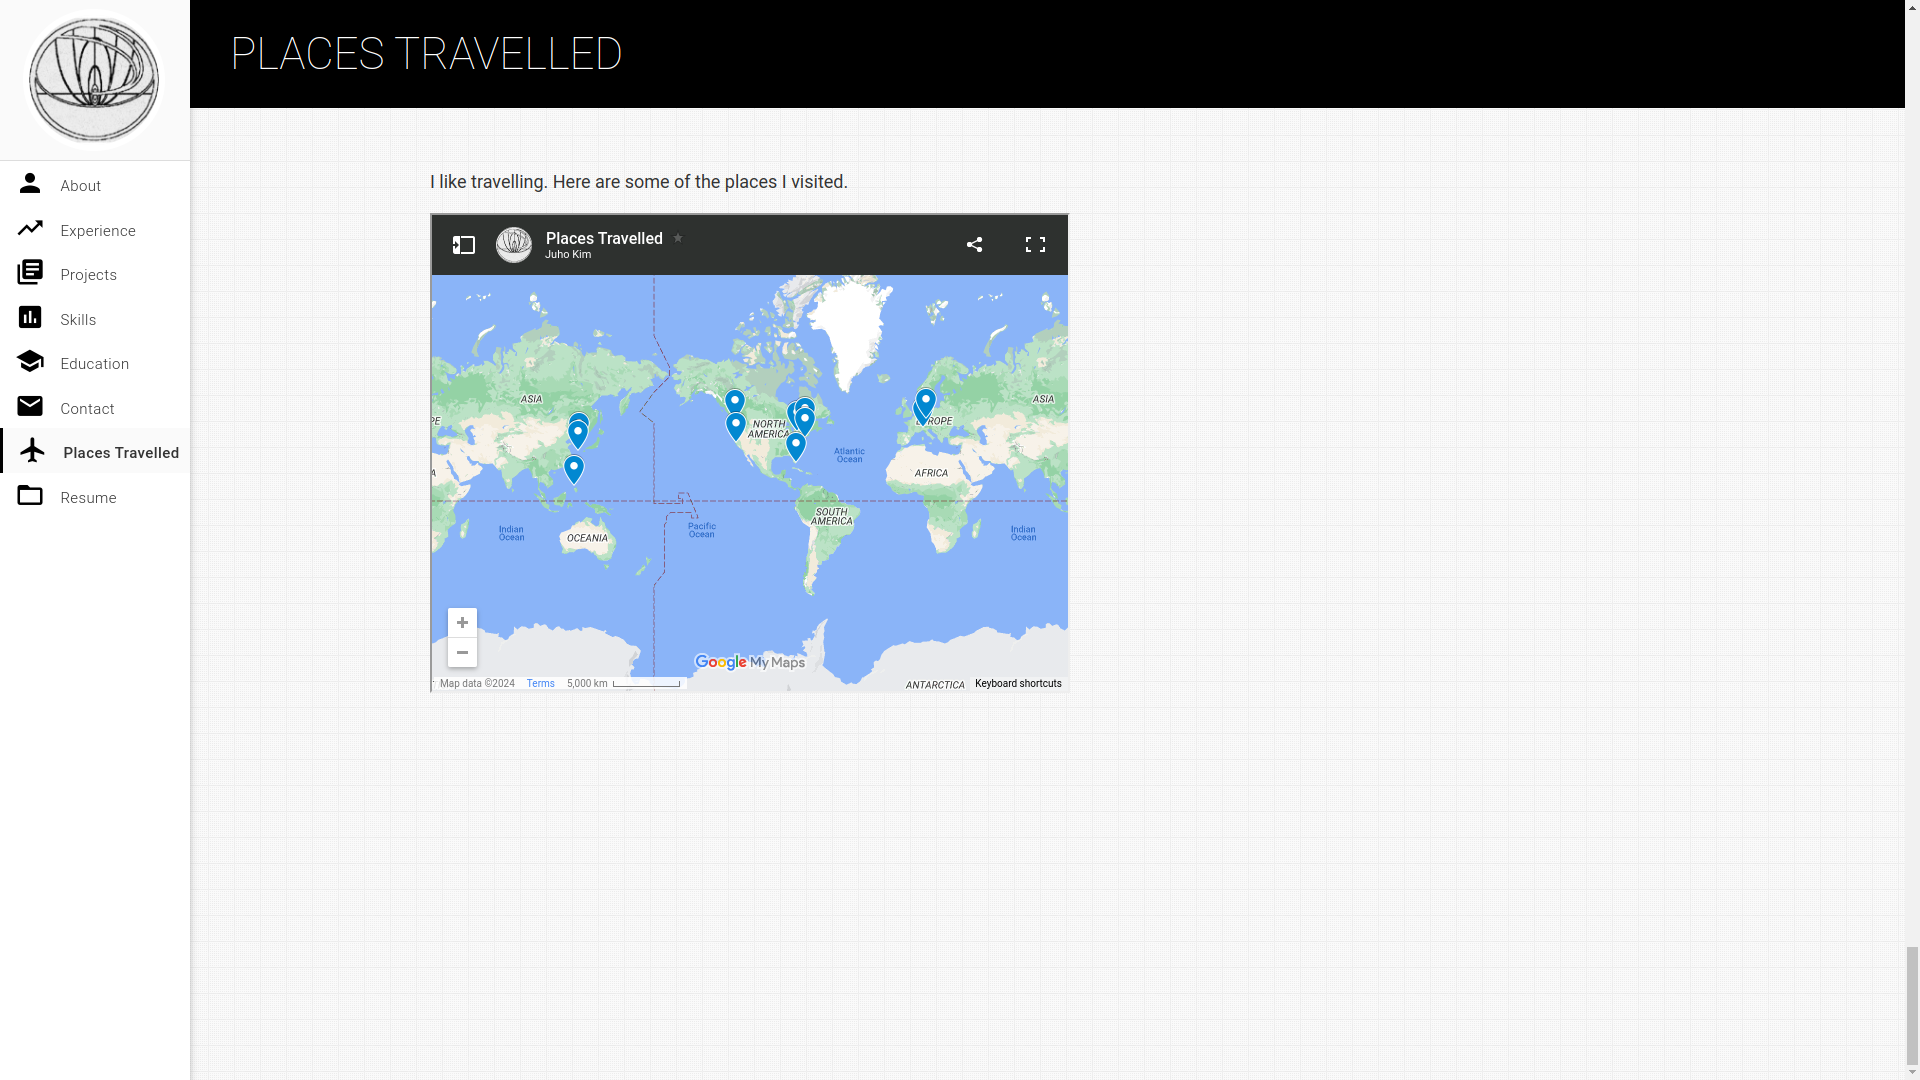 PLACES TRAVELLED
About
Experience
Projects
Skills
Education
Contact
Places Travelled
Resume
I like travelling. Here are some of the places I visited.
Places Travelled
Juho Kim
ASIA
NORTH
AMERICA
Atlantic
Ocean
AFRICA
ASIA
SOUTH
AMERICA
Indian
Ocean
OCEANIA
Pacific
Ocean
Indian
Ocean
+
−
Google My Maps
Map data ©2024 Terms 5,000 km
ANTARCTICA
Keyboard shortcuts